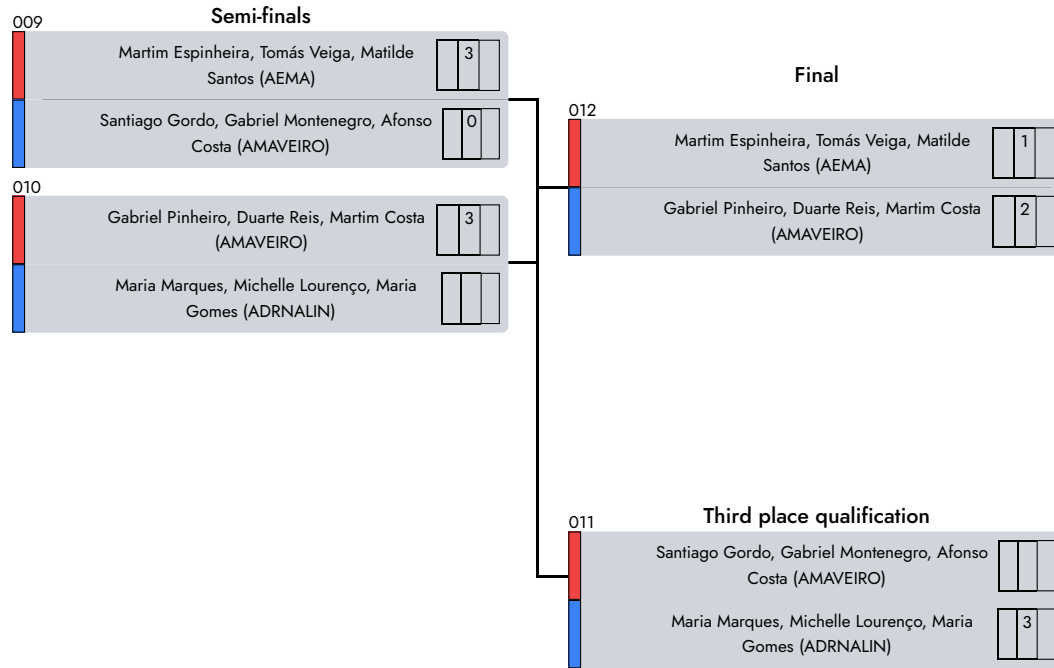 Semi-finals
009
Martim Espinheira, Tomás Veiga, Matilde
Santos (AEMA)
3
Santiago Gordo, Gabriel Montenegro, Afonso
Costa (AMAVEIRO)
0
010
Gabriel Pinheiro, Duarte Reis, Martim Costa
(AMAVEIRO)
3
Maria Marques, Michelle Lourenço, Maria
Gomes (ADRNALIN)
Final
012
Martim Espinheira, Tomás Veiga, Matilde
Santos (AEMA)
1
Gabriel Pinheiro, Duarte Reis, Martim Costa
(AMAVEIRO)
2
Third place qualification
011
Santiago Gordo, Gabriel Montenegro, Afonso
Costa (AMAVEIRO)
Maria Marques, Michelle Lourenço, Maria
Gomes (ADRNALIN)
3